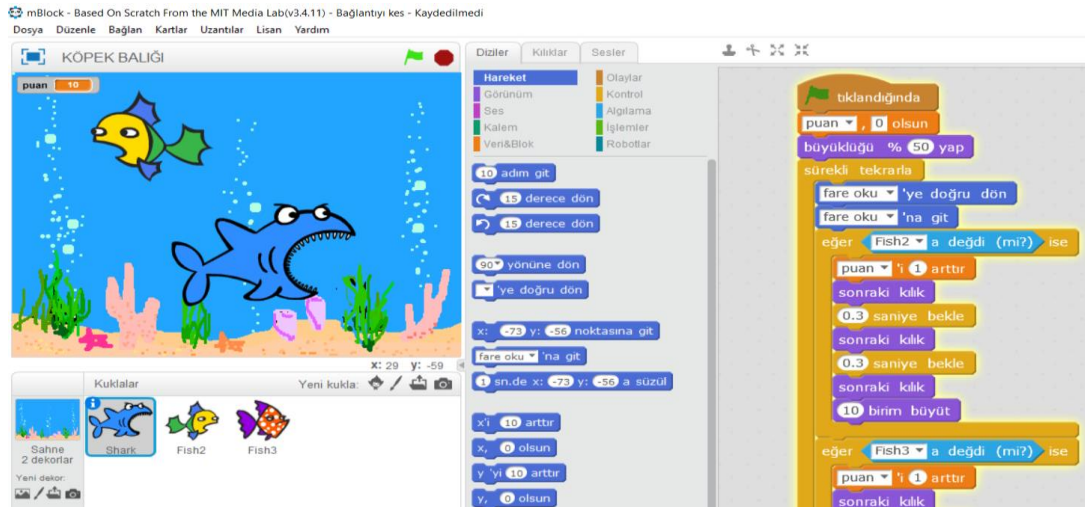 mBlock - Based On Scratch From the MIT Media Lab(v3.4.11) - Bağlantıyı kes - Kaydedilmedi
Dosya Düzenle Bağlan Kartlar Uzantılar Lisan Yardım
KÖPEK BALIĞI
puan 10
X: 29 y: -59
Kuklalar
Yeni kukla:
Sahne
2 dekorlar
Yeni dekor:
Shark
Fish2
Fish3
Diziler Kılıklar Sesler
Hareket
Görünüm
Ses
Kalem
Veri&Blok
Olaylar
Kontrol
Algılama
İşlemler
Robotlar
10 adım git
15 derece dön
15 derece dön
90 yönüne dön
'ye doğru dön
x: -73 y: -56 noktasına git
fare oku 'na git
1 sn.de x: -73 y: -56 a süzül
x'i 10 arttır
x, 0 olsun
y 'yi 10 arttır
y, 0 olsun
tıklandığında
puan , 0 olsun
büyüklüğü % 50 yap
sürekli tekrarla
fare oku 'ye doğru dön
fare oku 'na git
eğer Fish2 a değdi (mi?) ise
puan 'i 1 arttır
sonraki kılık
0.3 saniye bekle
sonraki kılık
0.3 saniye bekle
sonraki kılık
10 birim büyüt
eğer Fish3 a değdi (mi?) ise
puan 'i 1 arttır
sonraki kılık